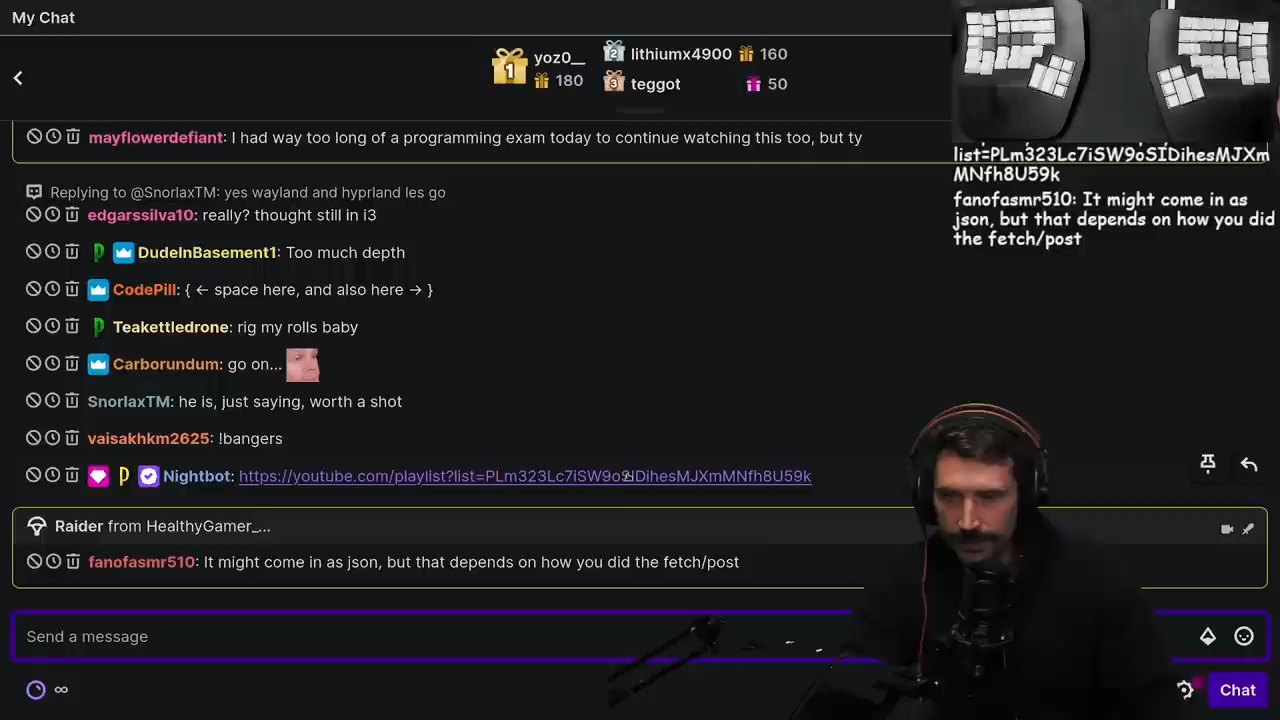 My Chat
1 yoz0__ 180
2 lithiumx4900 160
3 teggot 50
mayflowerdefiant: I had way too long of a programming exam today to continue watching this too, but ty
Replying to @SnorlaxTM: yes wayland and hyprland les go
edgarssilva10: really? thought still in i3
DudeInBasement1: Too much depth
CodePill: { ← space here, and also here → }
Teakettledrone: rig my rolls baby
Carborundum: go on...
SnorlaxTM: he is, just saying, worth a shot
vaisakhkm2625: !bangers
Nightbot: https://youtube.com/playlist?list=PLm323Lc7iSW9oSIDihesMJXmMNfh8U59k
Raider from HealthyGamer_...
fanofasmr510: It might come in as json, but that depends on how you did the fetch/post
Send a message
∞
Chat
list=PLm323Lc7iSW9oSIDihesMJXm
MNfh8U59k
fanofasmr510: It might come in as
json, but that depends on how you did
the fetch/post